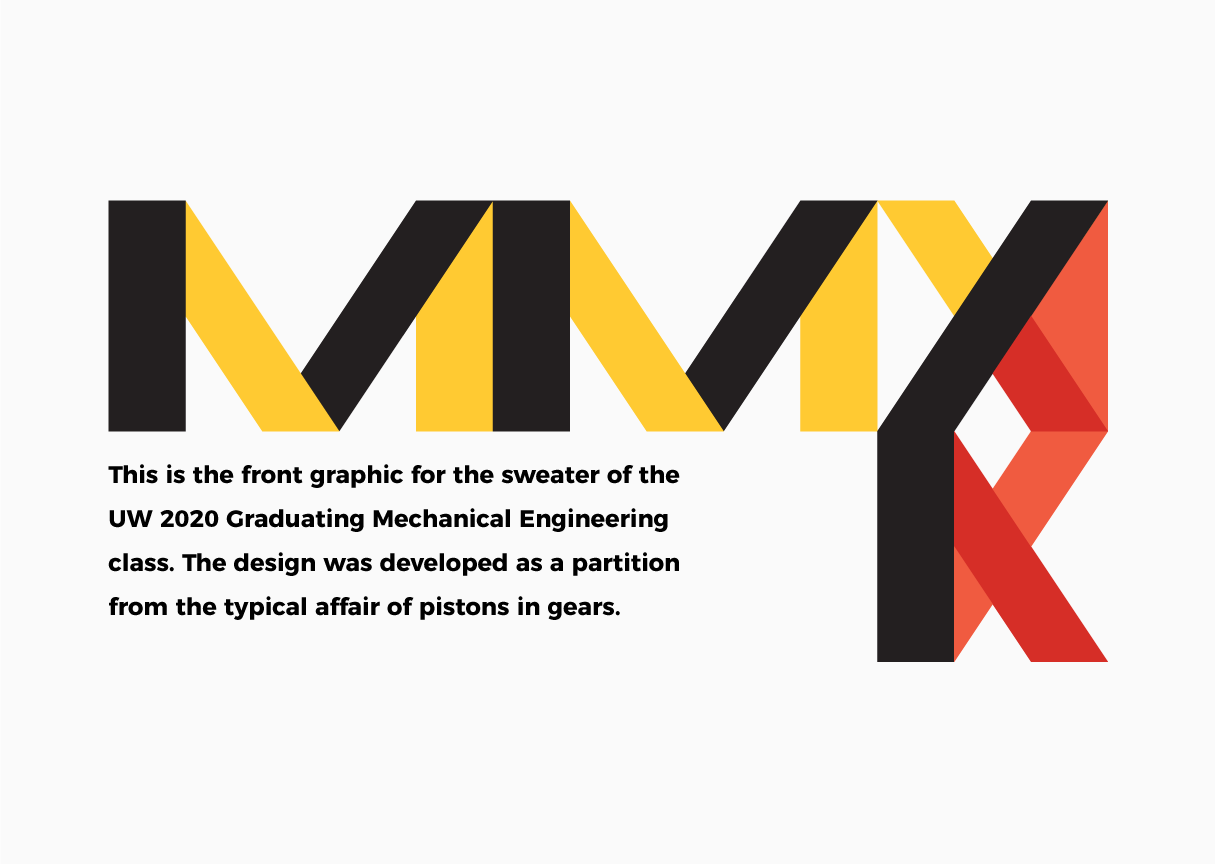 MMX
X
This is the front graphic for the sweater of the
UW 2020 Graduating Mechanical Engineering
class. The design was developed as a partition
from the typical affair of pistons in gears.